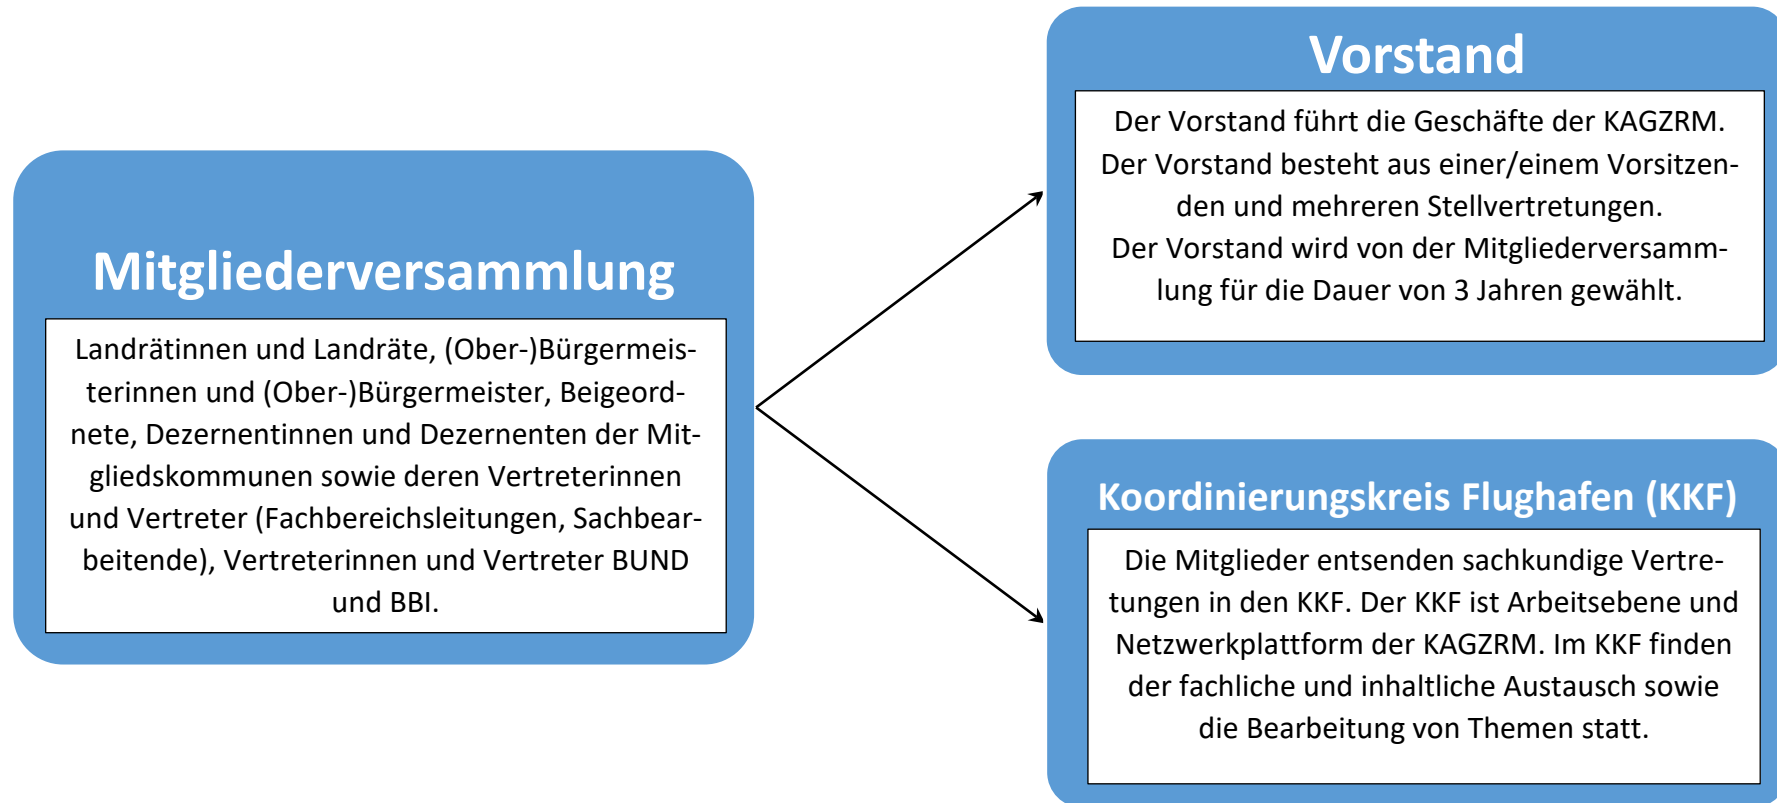 Mitgliederversammlung
Landrätinnen und Landräte, (Ober-)Bürgermeis-
terinnen und (Ober-)Bürgermeister, Beigeord-
nete, Dezernentinnen und Dezernenten der Mit-
gliedskommunen sowie deren Vertreterinnen
und Vertreter (Fachbereichsleitungen, Sachbear-
beitende), Vertreterinnen und Vertreter BUND
und BBI.
Vorstand
Der Vorstand führt die Geschäfte der KAGZRM.
Der Vorstand besteht aus einer/einem Vorsitzen-
den und mehreren Stellvertretungen.
Der Vorstand wird von der Mitgliederversamm-
lung für die Dauer von 3 Jahren gewählt.
Koordinierungskreis Flughafen (KKF)
Die Mitglieder entsenden sachkundige Vertre-
tungen in den KKF. Der KKF ist Arbeitsebene und
Netzwerkplattform der KAGZRM. Im KKF finden
der fachliche und inhaltliche Austausch sowie
die Bearbeitung von Themen statt.